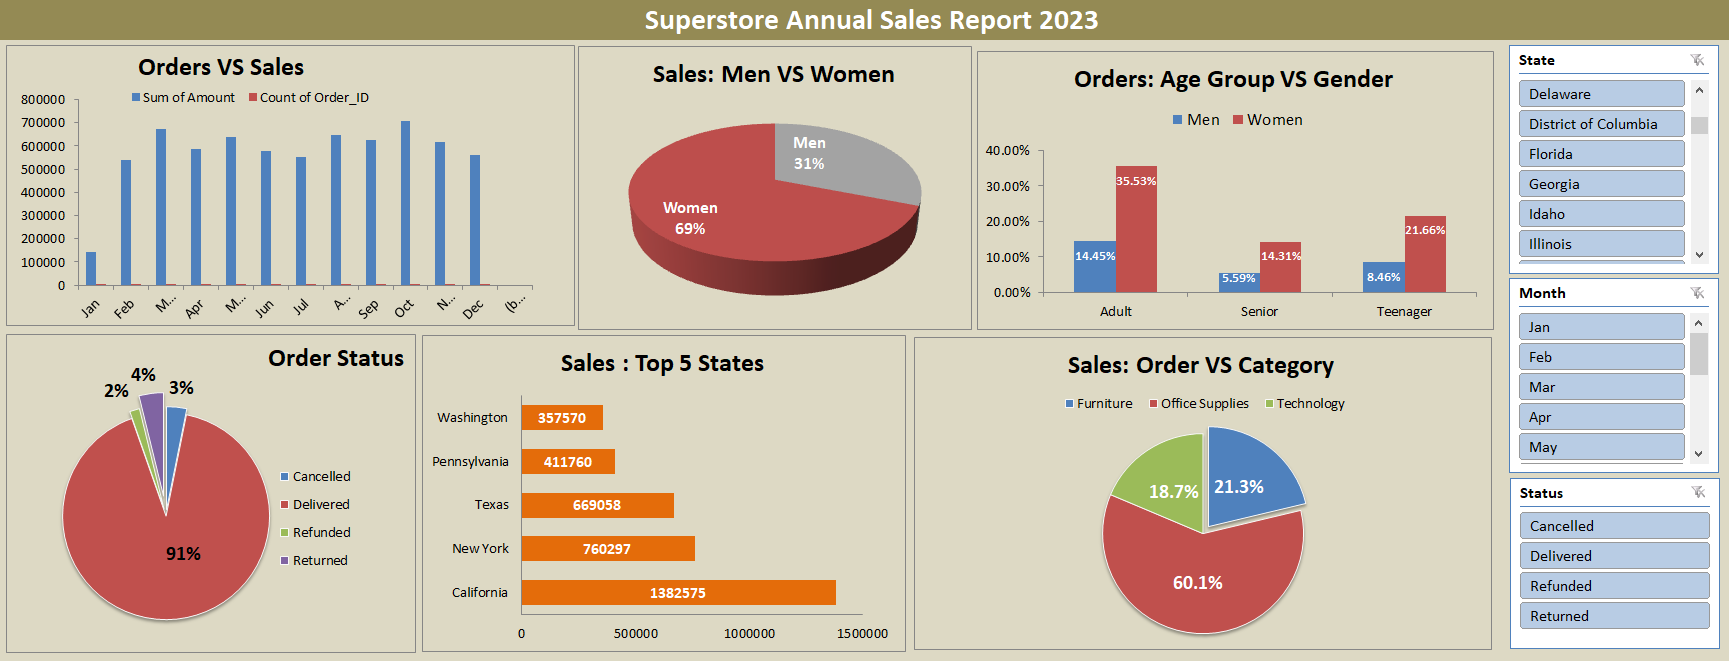 Superstore Annual Sales Report 2023
Orders VS Sales
Sum of Amount Count of Order_ID
800000
700000
600000
500000
400000
300000
200000
100000
0
Jan Feb M... Apr M... Jun Jul A... Sep Oct N... Dec (b...
Sales: Men VS Women
Men
31%
Women
69%
Orders: Age Group VS Gender
Men Women
40.00%
30.00%
20.00%
10.00%
0.00%
14.45% 35.53% 5.59% 14.31% 8.46% 21.66%
Adult Senior Teenager
Order Status
2% 4% 3%
91%
Cancelled
Delivered
Refunded
Returned
Sales : Top 5 States
Washington 357570
Pennsylvania 411760
Texas 669058
New York 760297
California 1382575
0 500000 1000000 1500000
Sales: Order VS Category
Furniture Office Supplies Technology
18.7% 21.3%
60.1%
State
Delaware
District of Columbia
Florida
Georgia
Idaho
Illinois
Month
Jan
Feb
Mar
Apr
May
Status
Cancelled
Delivered
Refunded
Returned